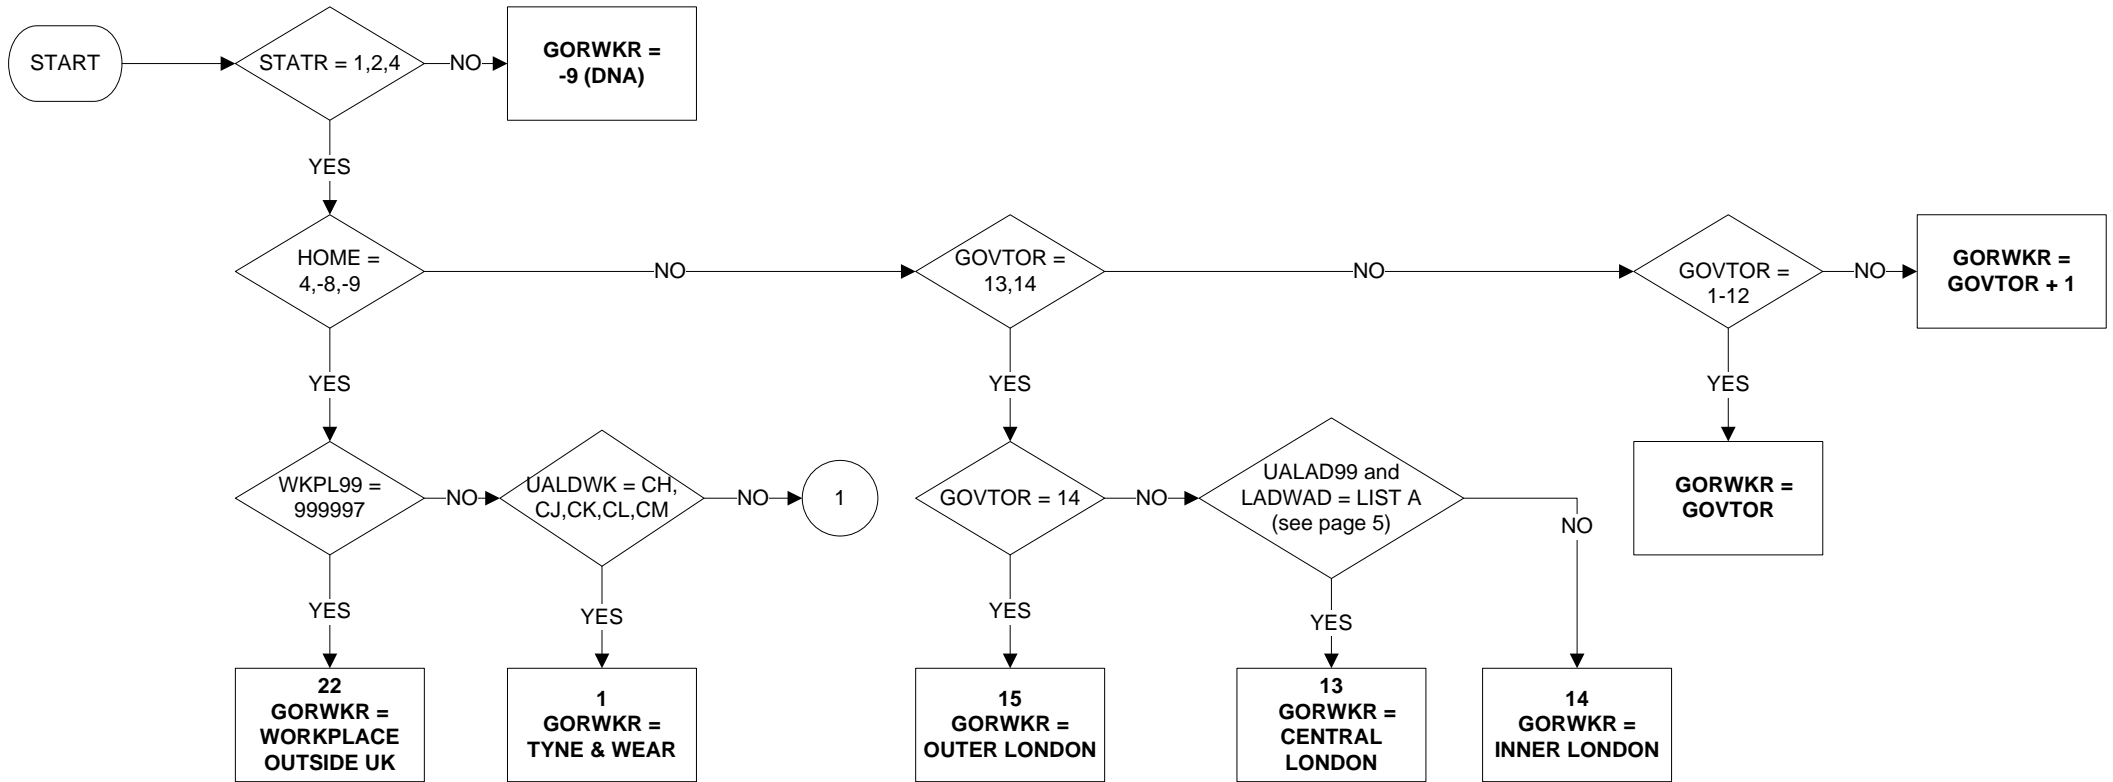 START
STATR = 1,2,4
NO
GORWKR =
-9 (DNA)
YES
HOME =
4,-8,-9
NO
GOVTOR =
13,14
NO
GOVTOR =
1-12
NO
GORWKR =
GOVTOR + 1
YES
YES
YES
WKPL99 =
999997
NO
UALDWK = CH,
CJ,CK,CL,CM
NO
1
GOVTOR = 14
NO
UALAD99 and
LADWAD = LIST A
(see page 5)
NO
GORWKR =
GOVTOR
YES
YES
YES
YES
22
GORWKR =
WORKPLACE
OUTSIDE UK
1
GORWKR =
TYNE & WEAR
15
GORWKR =
OUTER LONDON
13
GORWKR =
CENTRAL
LONDON
14
GORWKR =
INNER LONDON